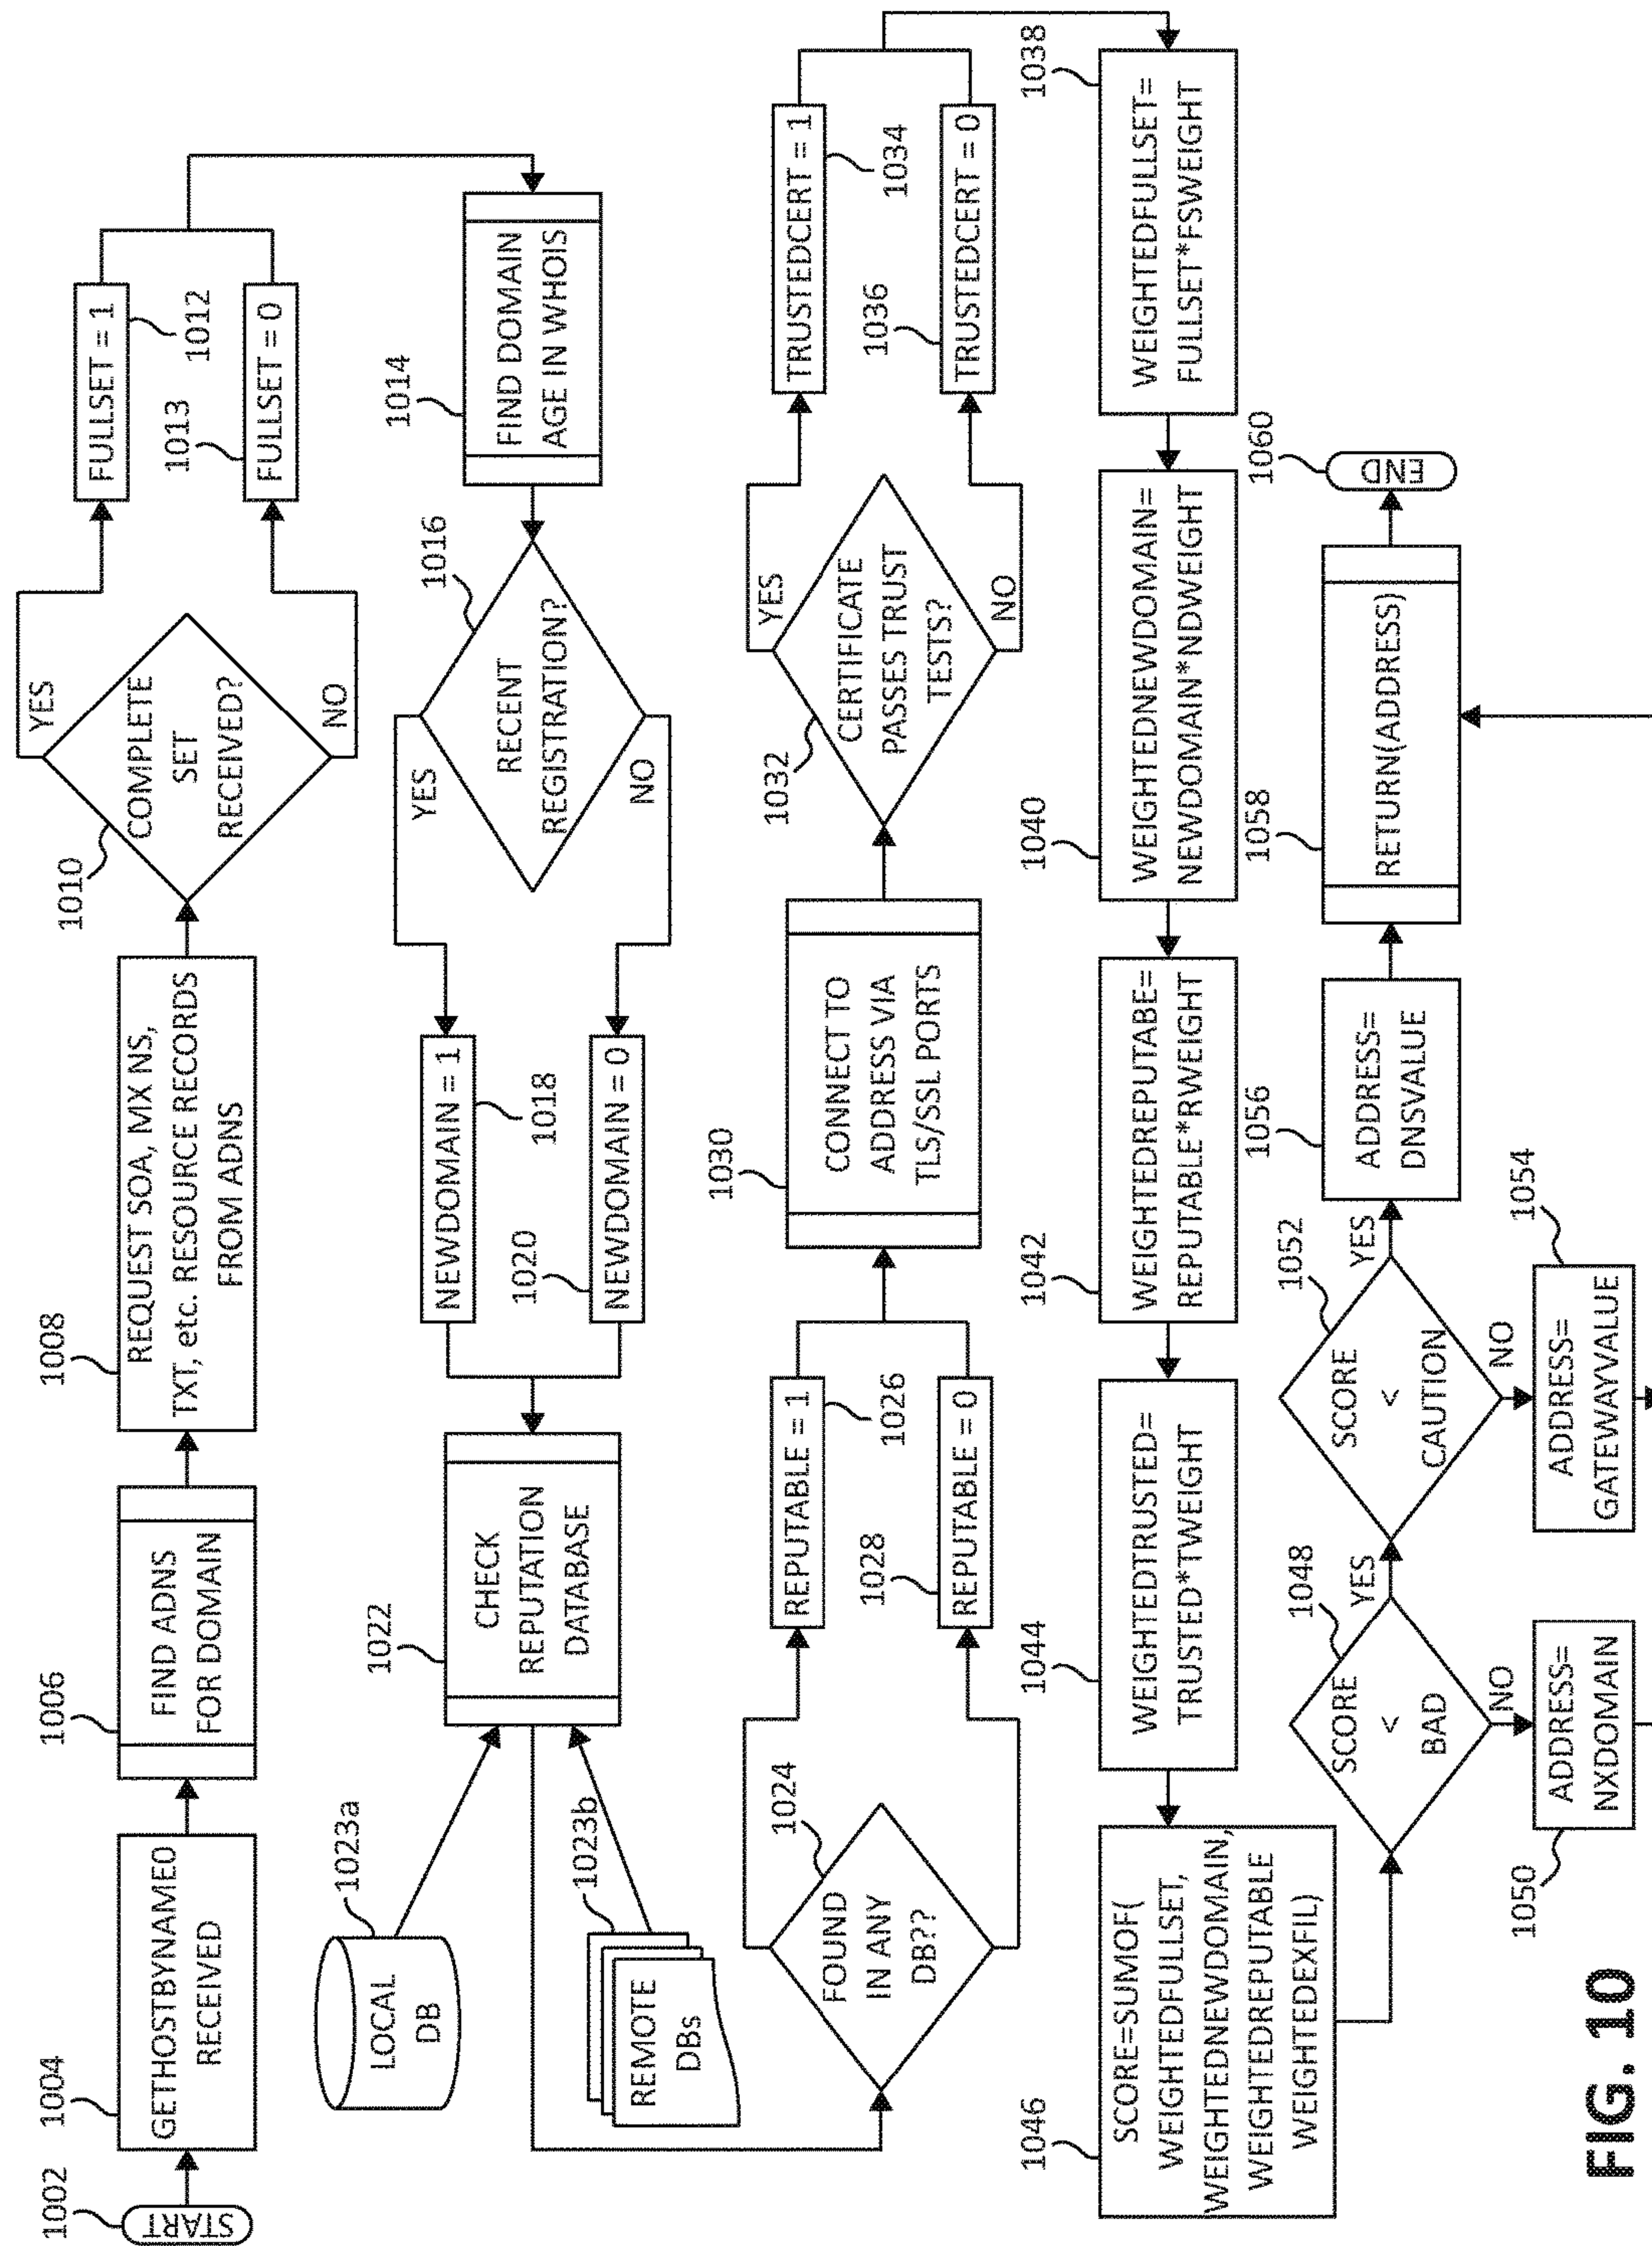 1002
START
1004
GETHOSTBYNAME0
RECEIVED
1006
FIND ADNS
FOR DOMAIN
1008
REQUEST SOA, MX NS,
TXT, etc. RESOURCE RECORDS
FROM ADNS
1010
COMPLETE
SET
RECEIVED?
YES
NO
FULLSET = 1
1012
1013
FULLSET = 0
1014
FIND DOMAIN
AGE IN WHOIS
1016
RECENT
REGISTRATION?
YES
NO
NEWDOMAIN = 1
1018
1020
NEWDOMAIN = 0
1022
CHECK
REPUTATION
DATABASE
1023a
LOCAL
DB
1023b
REMOTE
DBs
1024
FOUND
IN ANY
DB??
REPUTABLE = 1
1026
1028
REPUTABLE = 0
1030
CONNECT TO
ADDRESS VIA
TLS/SSL PORTS
1032
CERTIFICATE
PASSES TRUST
TESTS?
YES
NO
TRUSTEDCERT = 1
1034
1036
TRUSTEDCERT = 0
1038
WEIGHTEDFULLSET=
FULLSET*FSWEIGHT
1040
WEIGHTEDNEWDOMAIN=
NEWDOMAIN*NDWEIGHT
1042
WEIGHTEDREPUTABE=
REPUTABLE*RWEIGHT
1044
WEIGHTEDTRUSTED=
TRUSTED*TWEIGHT
1046
SCORE=SUMOF(
WEIGHTEDFULLSET,
WEIGHTEDNEWDOMAIN,
WEIGHTEDREPUTABLE
WEIGHTEDXFIL)
1048
SCORE
<
BAD
YES
NO
1050
ADDRESS=
NXDOMAIN
1052
SCORE
<
CAUTION
YES
NO
1054
ADDRESS=
GATEWAYVALUE
1056
ADDRESS=
DNSVALUE
1058
RETURN(ADDRESS)
1060
END
FIG. 10